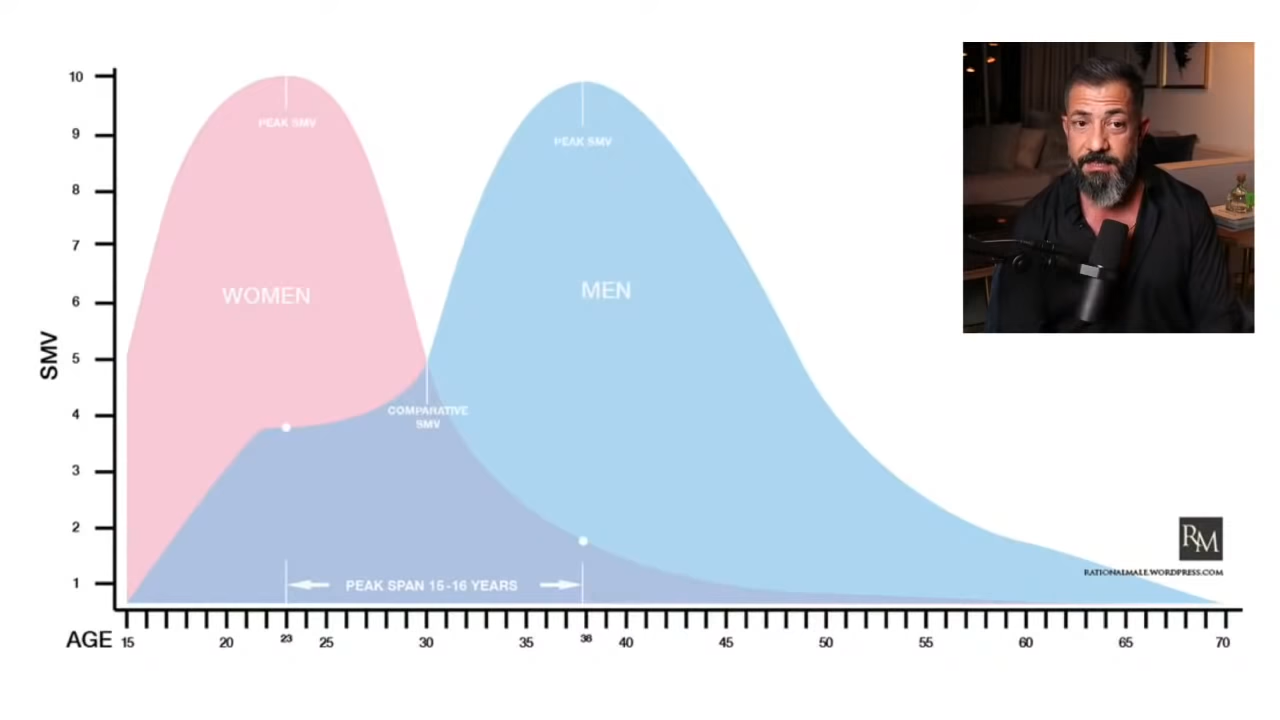 10
9
8
7
6
5
4
3
2
1
SMV
PEAK SMV
PEAK SMV
WOMEN
MEN
COMPARATIVE
SMV
PEAK SPAN 15-16 YEARS
RM
RATIONALMALE.WORDPRESS.COM
AGE 15 20 23 25 30 35 38 40 45 50 55 60 65 70